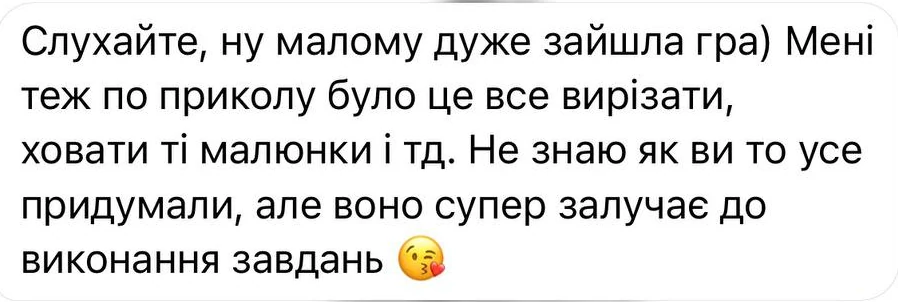 Слухайте, ну малому дуже зайшла гра) Мені
теж по приколу було це все вирізати,
ховати ті малюнки і тд. Не знаю як ви то усе
придумали, але воно супер залучає до
виконання завдань 😘